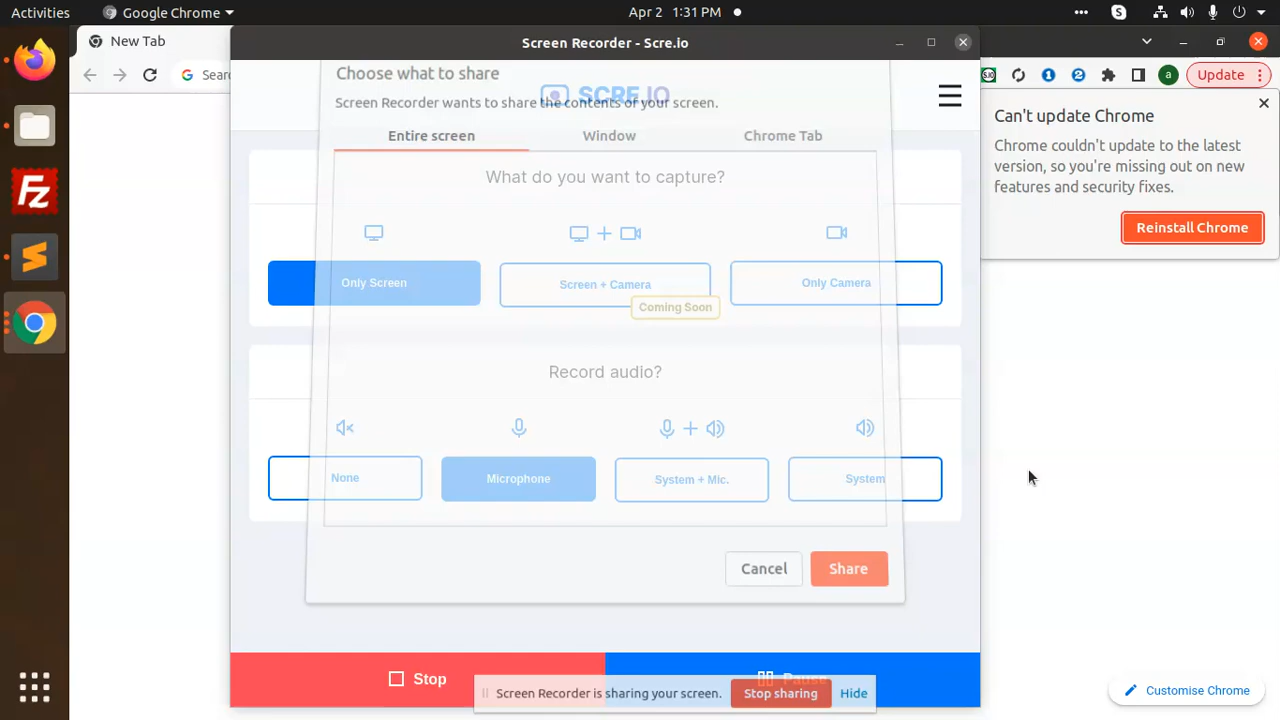 Activities
Google Chrome
Apr 2 1:31 PM
New Tab
Screen Recorder - Scre.io
Sear
a
Update
Choose what to share
SCRE.IO
Screen Recorder wants to share the contents of your screen.
Entire screen
Window
Chrome Tab
What do you want to capture?
Only Screen
Screen + Camera
Only Camera
Coming Soon
Record audio?
None
Microphone
System + Mic.
System
Cancel
Share
Stop
Pause
Screen Recorder is sharing your screen.
Stop sharing
Hide
Can't update Chrome
Chrome couldn't update to the latest
version, so you're missing out on new
features and security fixes.
Reinstall Chrome
Customise Chrome